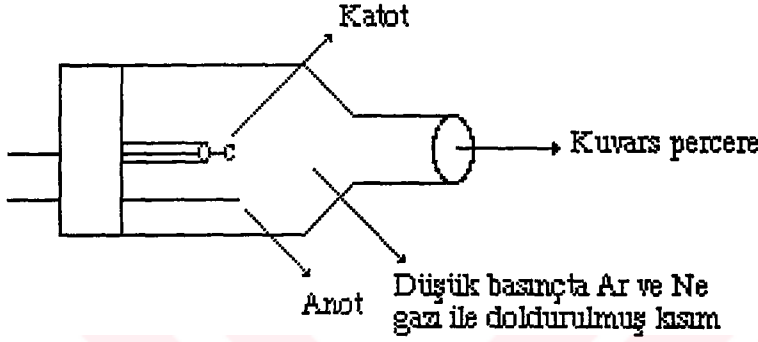 Katot
Kuvars percere
Anot
Düşük basınçta Ar ve Ne
gazı ile doldurulmuş kısım